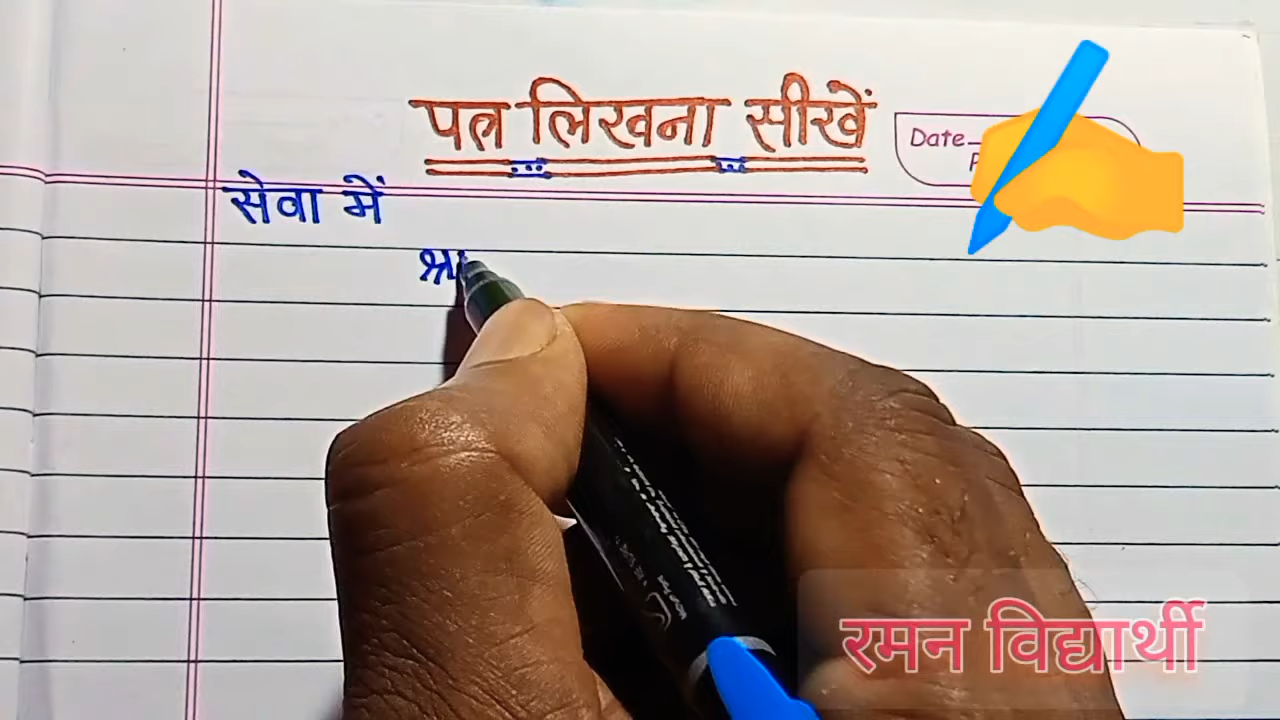 पत्र लिखना सीखें
Date
सेवा में
रमन विद्यार्थी